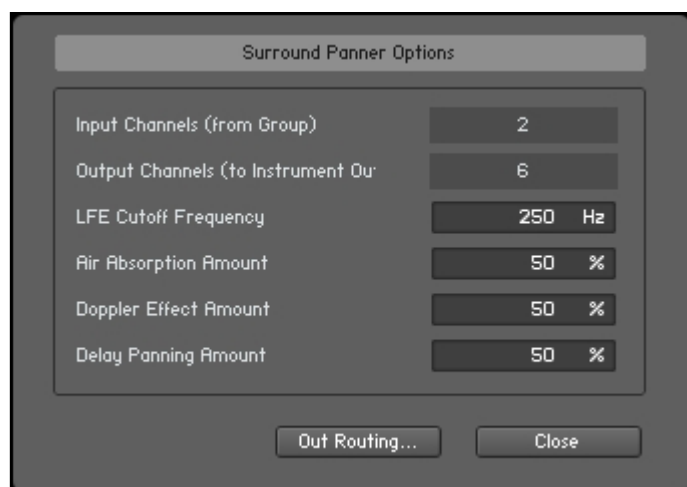 Surround Panner Options
Input Channels (from Group) 2
Output Channels (to Instrument Ou 6
LFE Cutoff Frequency 250 Hz
Air Absorption Amount 50 %
Doppler Effect Amount 50 %
Delay Panning Amount 50 %
Out Routing... Close